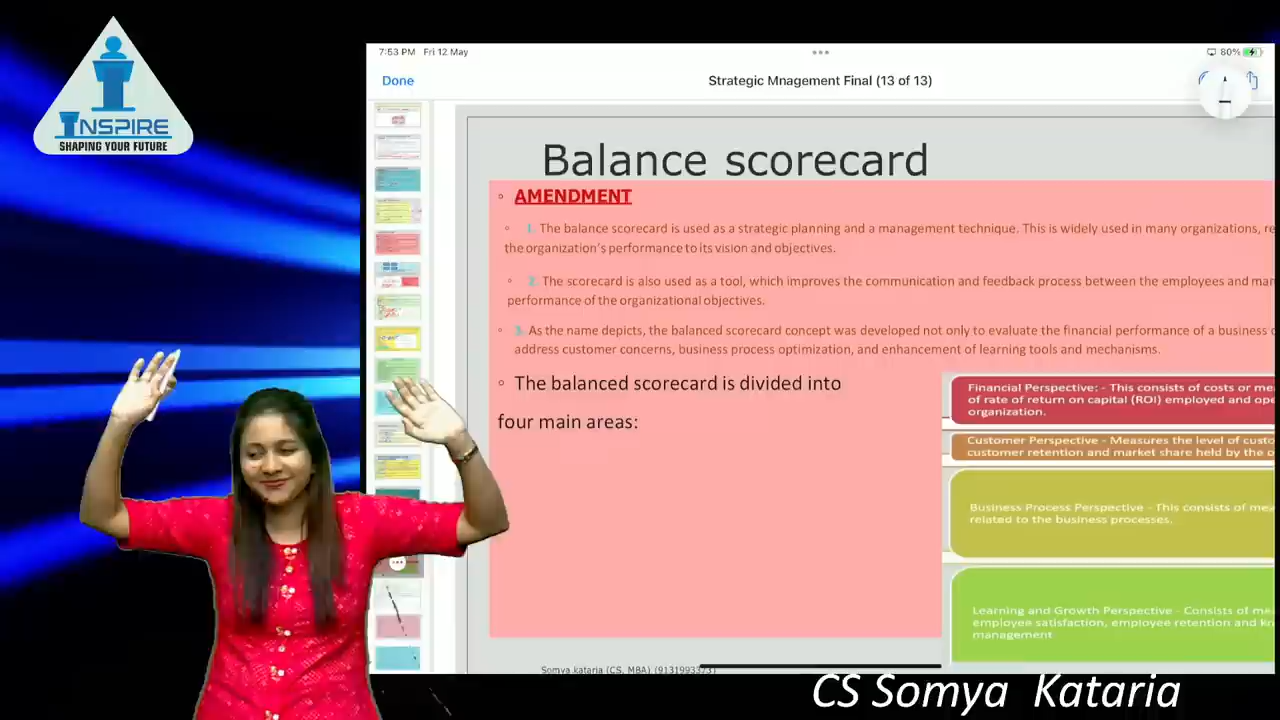 INSPIRE
SHAPING YOUR FUTURE
7:53 PM Fri 12 May
80%
Done
Strategic Mnagement Final (13 of 13)
Balance scorecard
AMENDMENT
1. The balance scorecard is used as a strategic planning and a management technique. This is widely used in many organizations, re
the organization's performance to its vision and objectives.
2. The scorecard is also used as a tool, which improves the communication and feedback process between the employees and man
performance of the organizational objectives.
3. As the name depicts, the balanced scorecard concept was developed not only to evaluate the financial performance of a business
address customer concerns, business process optimization, and enhancement of learning tools and mechanisms.
The balanced scorecard is divided into
four main areas:
Financial Perspective: - This consists of costs or me
of rate of return on capital (ROI) employed and ope
organization.
Customer Perspective - Measures the level of custo
customer retention and market share held by the o
Business Process Perspective - This consists of mea
related to the business processes.
Learning and Growth Perspective - Consists of me
employee satisfaction, employee retention and kn
management
Somya kataria (CS, MBA) (9131993373)
CS Somya Kataria